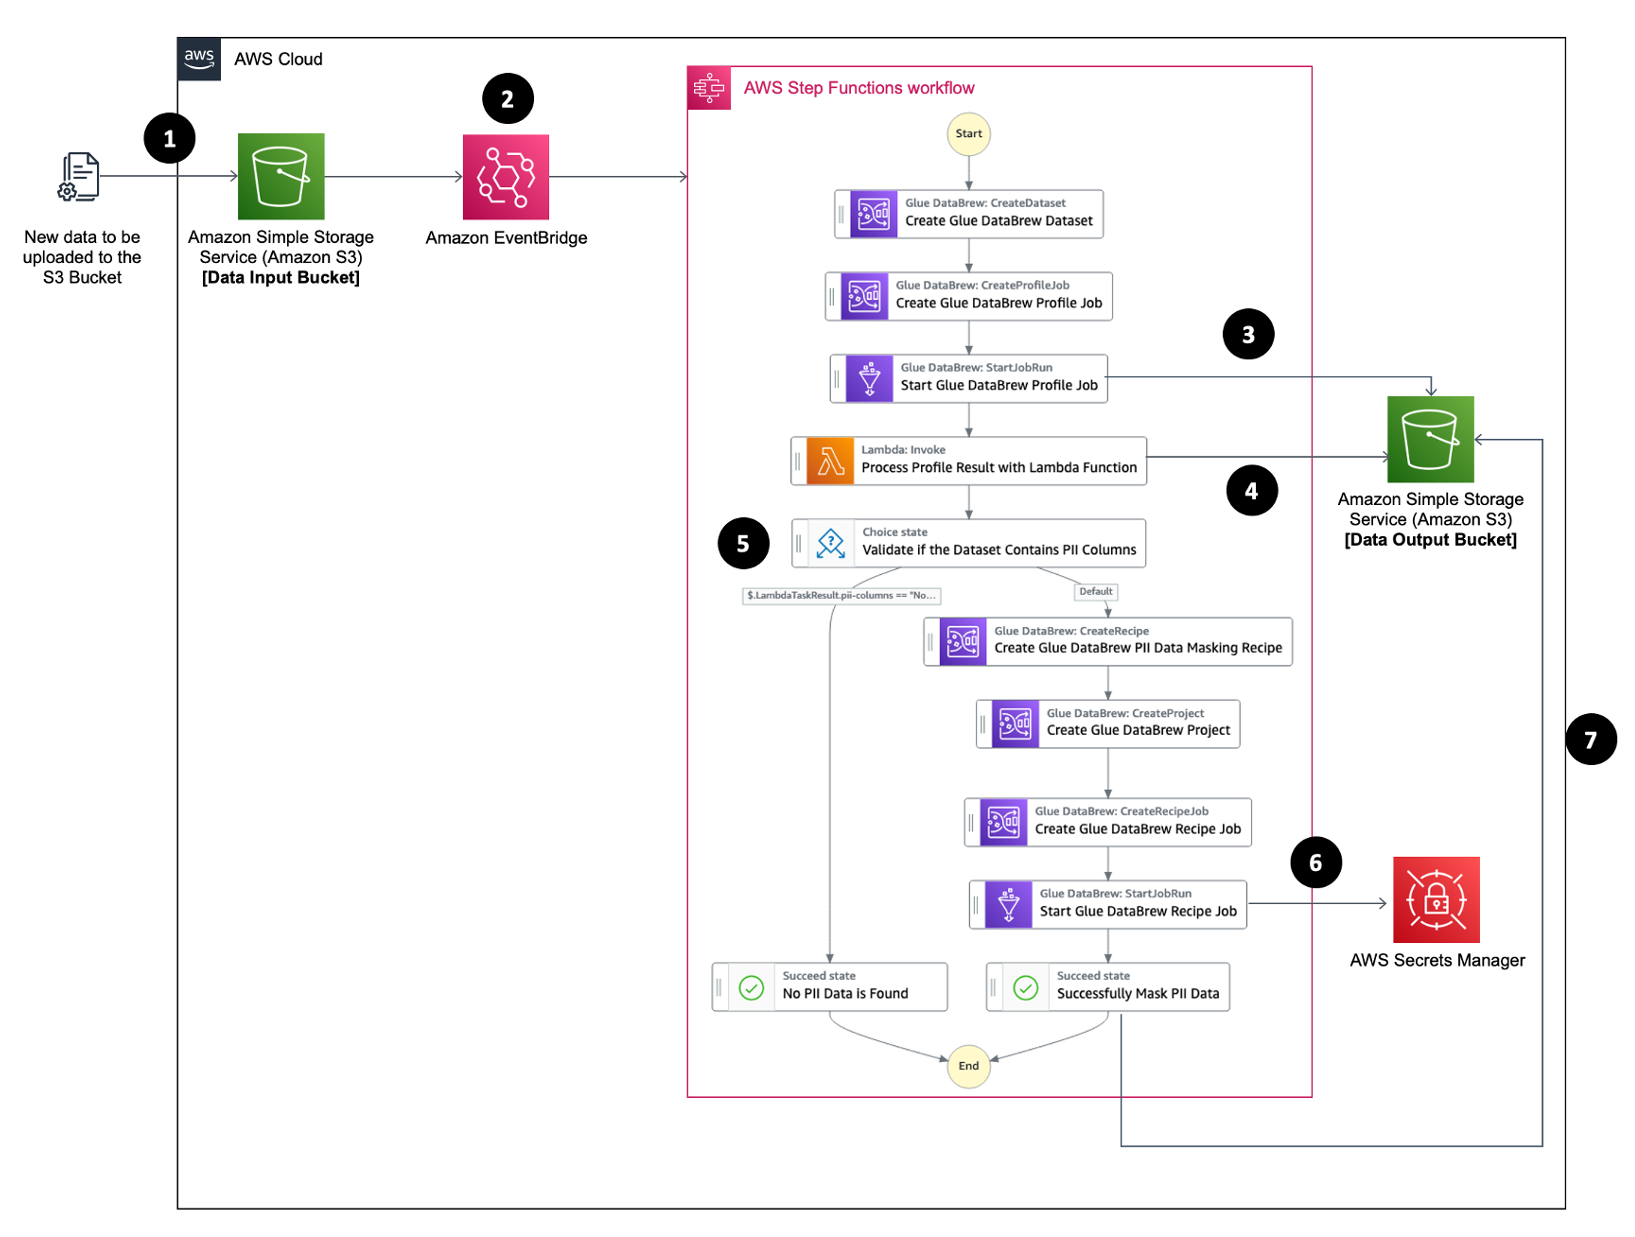 aws
AWS Cloud
1
2
New data to be
uploaded to the
S3 Bucket
Amazon Simple Storage
Service (Amazon S3)
[Data Input Bucket]
Amazon EventBridge
AWS Step Functions workflow
Start
Glue DataBrew: CreateDataset
Create Glue DataBrew Dataset
Glue DataBrew: CreateProfileJob
Create Glue DataBrew Profile Job
3
Glue DataBrew: StartJobRun
Start Glue DataBrew Profile Job
Lambda: Invoke
Process Profile Result with Lambda Function
4
Amazon Simple Storage
Service (Amazon S3)
[Data Output Bucket]
5
Choice state
Validate if the Dataset Contains PII Columns
?
$.LambdaTaskResult.pii-columns == "No...
Default
Glue DataBrew: CreateRecipe
Create Glue DataBrew PII Data Masking Recipe
Glue DataBrew: CreateProject
Create Glue DataBrew Project
7
Glue DataBrew: CreateRecipeJob
Create Glue DataBrew Recipe Job
6
Glue DataBrew: StartJobRun
Start Glue DataBrew Recipe Job
AWS Secrets Manager
Succeed state
No PII Data is Found
Succeed state
Successfully Mask PII Data
End